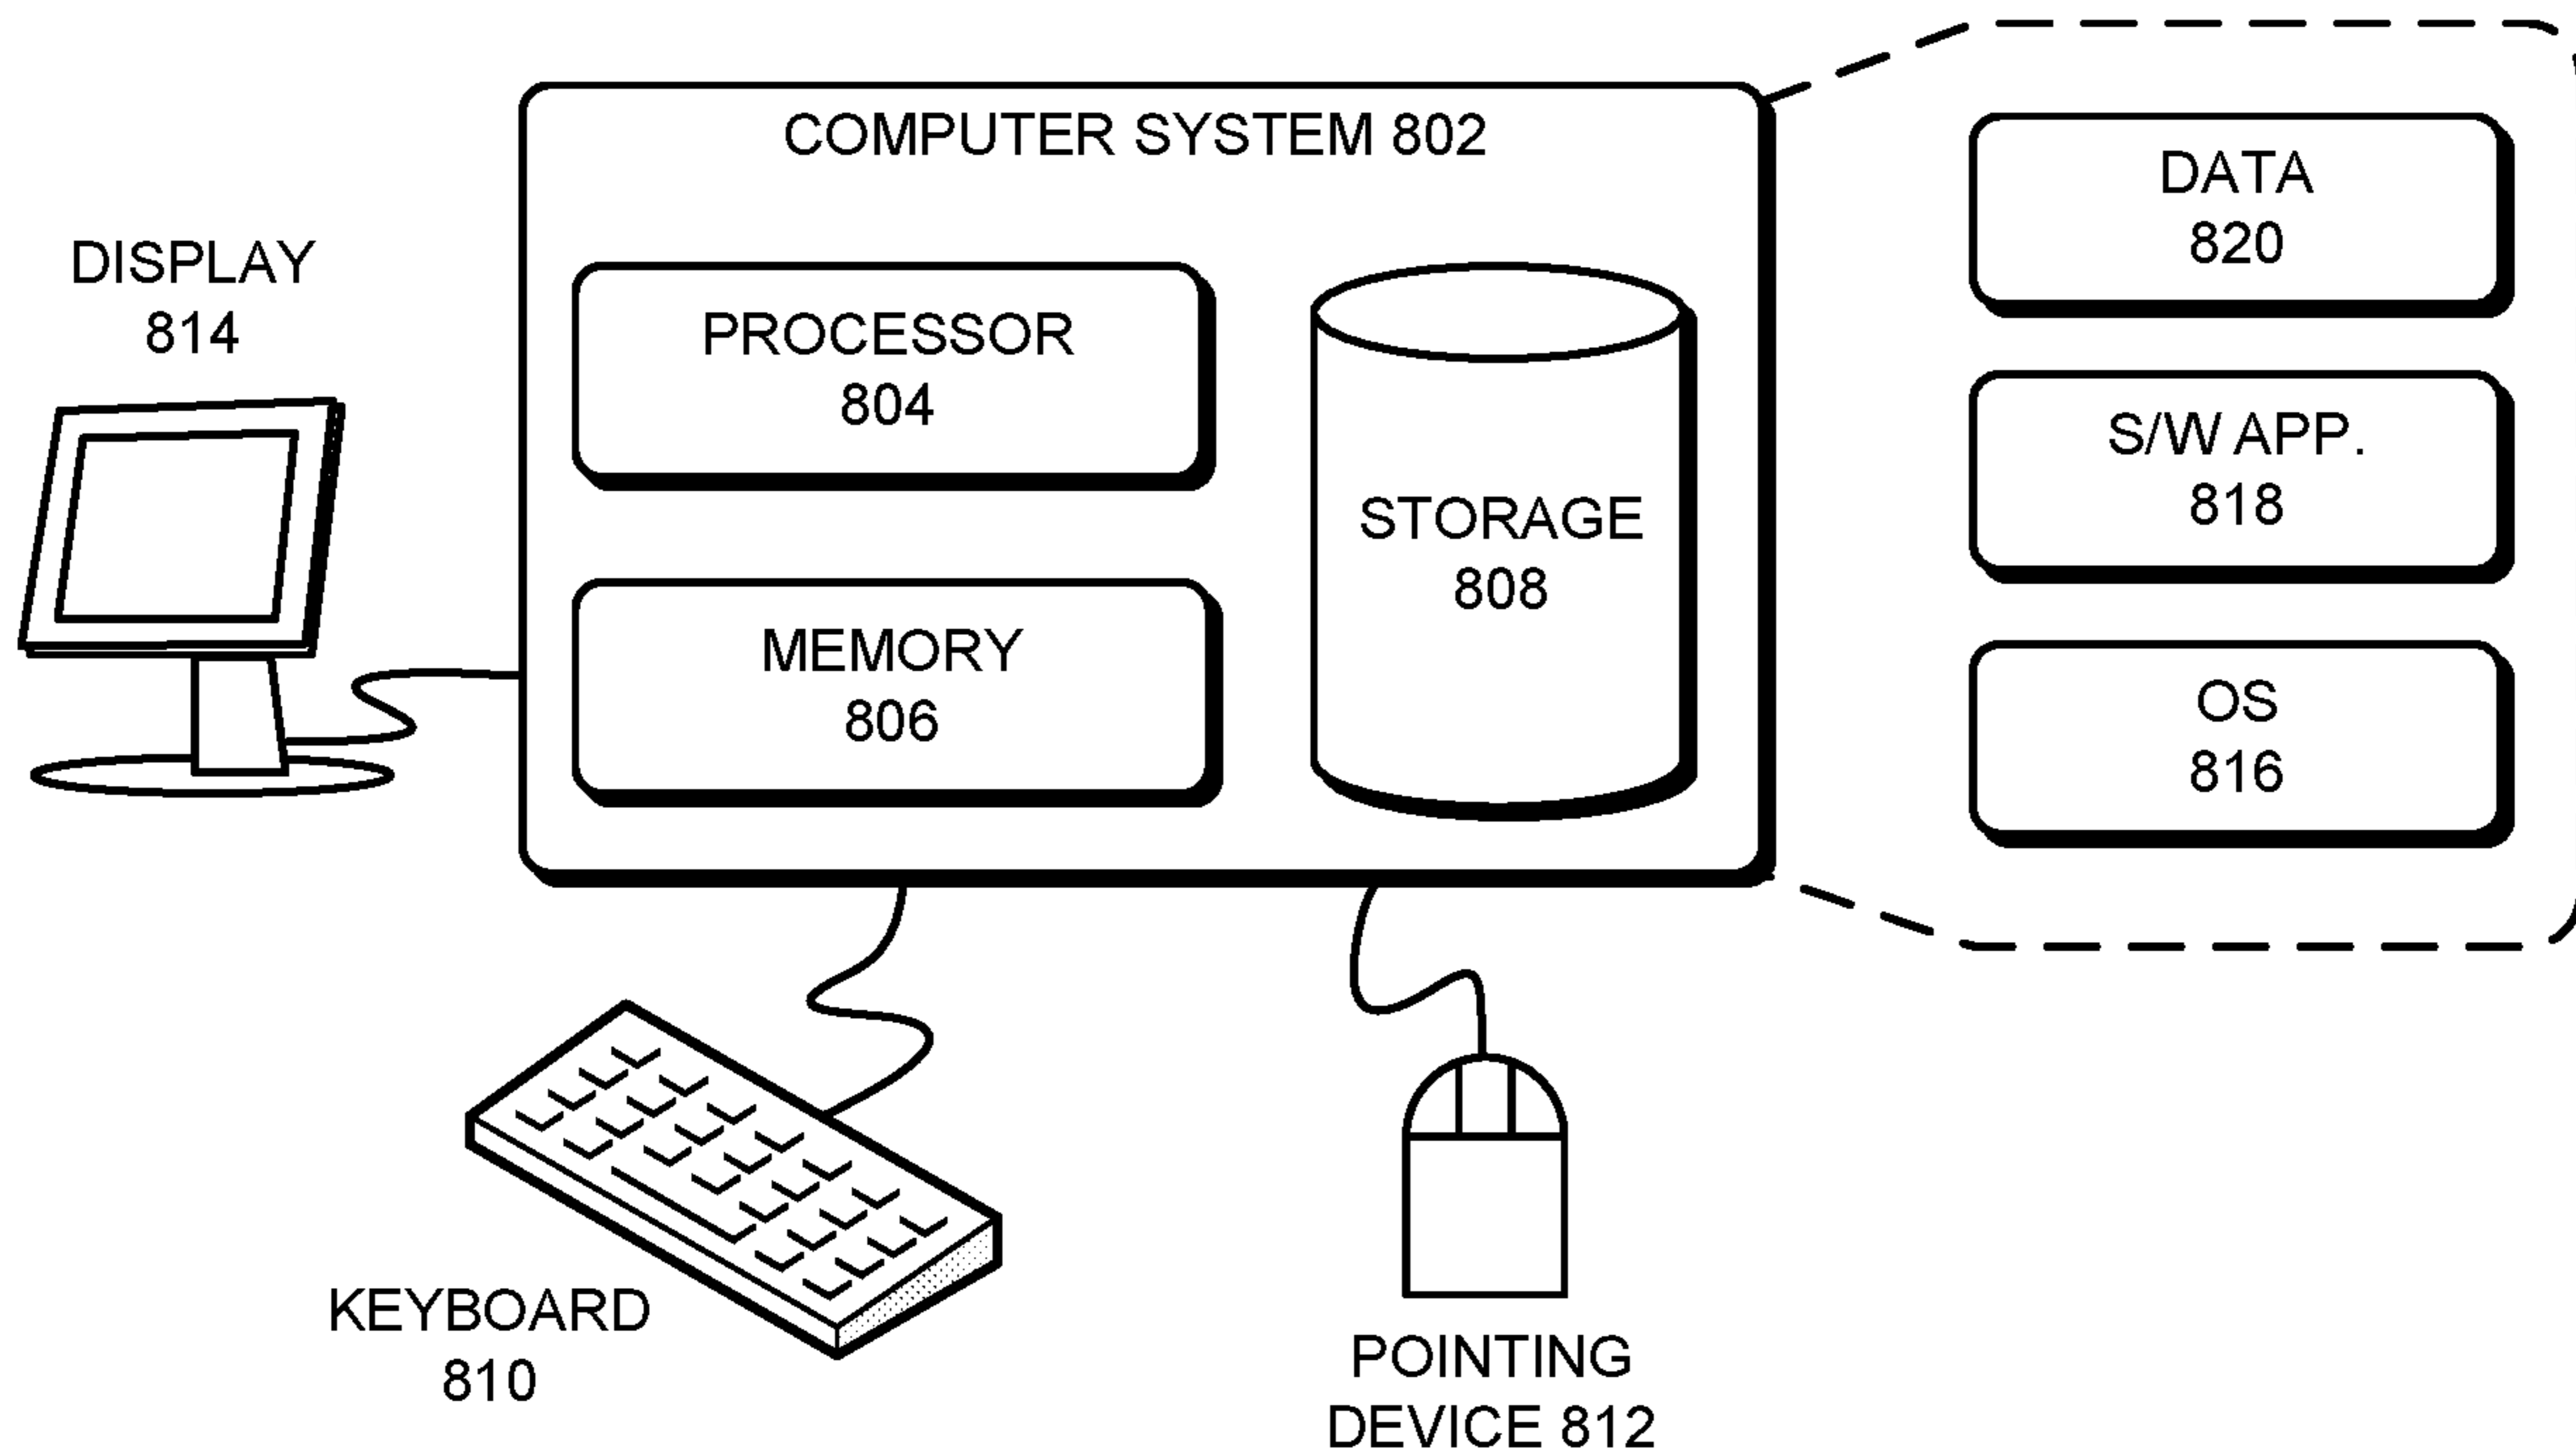 COMPUTER SYSTEM 802
DISPLAY
814
PROCESSOR
804
MEMORY
806
STORAGE
808
DATA
820
S/W APP.
818
OS
816
KEYBOARD
810
POINTING
DEVICE 812